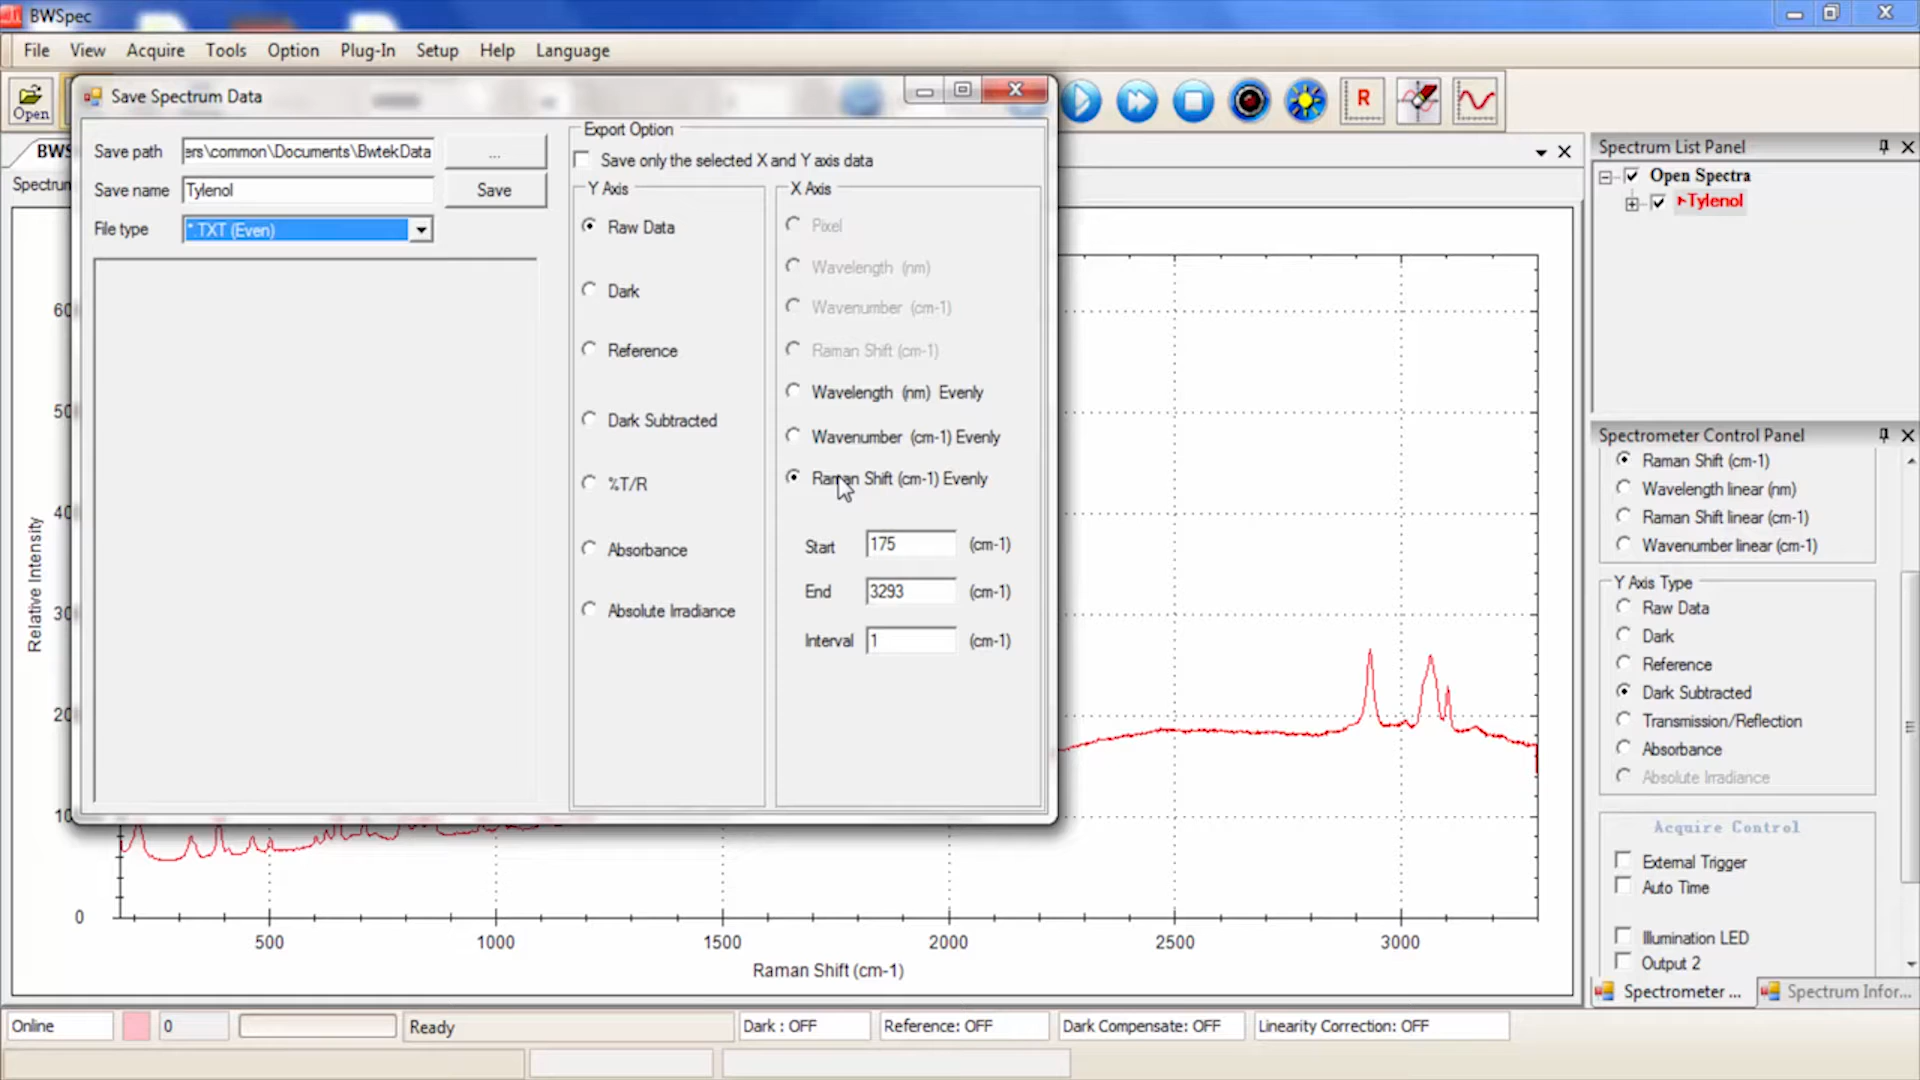 BWSpec
File View Acquire Tools Option Plug-In Setup Help Language
Open
R
Save Spectrum Data
Save path ers\common\Documents\BwtekData ...
Save name Tylenol Save
File type *.TXT (Even)
Export Option
Save only the selected X and Y axis data
Y Axis
Raw Data
Dark
Reference
Dark Subtracted
%T/R
Absorbance
Absolute Irradiance
X Axis
Pixel
Wavelength (nm)
Wavenumber (cm-1)
Raman Shift (cm-1)
Wavelength (nm) Evenly
Wavenumber (cm-1) Evenly
Raman Shift (cm-1) Evenly
Start 175 (cm-1)
End 3293 (cm-1)
Interval 1 (cm-1)
BWS
Spectrun
Relative Intensity
60
50
40
30
20
10
0
500 1000 1500 2000 2500 3000
Raman Shift (cm-1)
Spectrum List Panel
Open Spectra
Tylenol
Spectrometer Control Panel
Raman Shift (cm-1)
Wavelength linear (nm)
Raman Shift linear (cm-1)
Wavenumber linear (cm-1)
Y Axis Type
Raw Data
Dark
Reference
Dark Subtracted
Transmission/Reflection
Absorbance
Absolute Irradiance
Acquire Control
External Trigger
Auto Time
Illumination LED
Output 2
Spectrometer ... Spectrum Infor...
Online 0 Ready Dark : OFF Reference: OFF Dark Compensate: OFF Linearity Correction: OFF